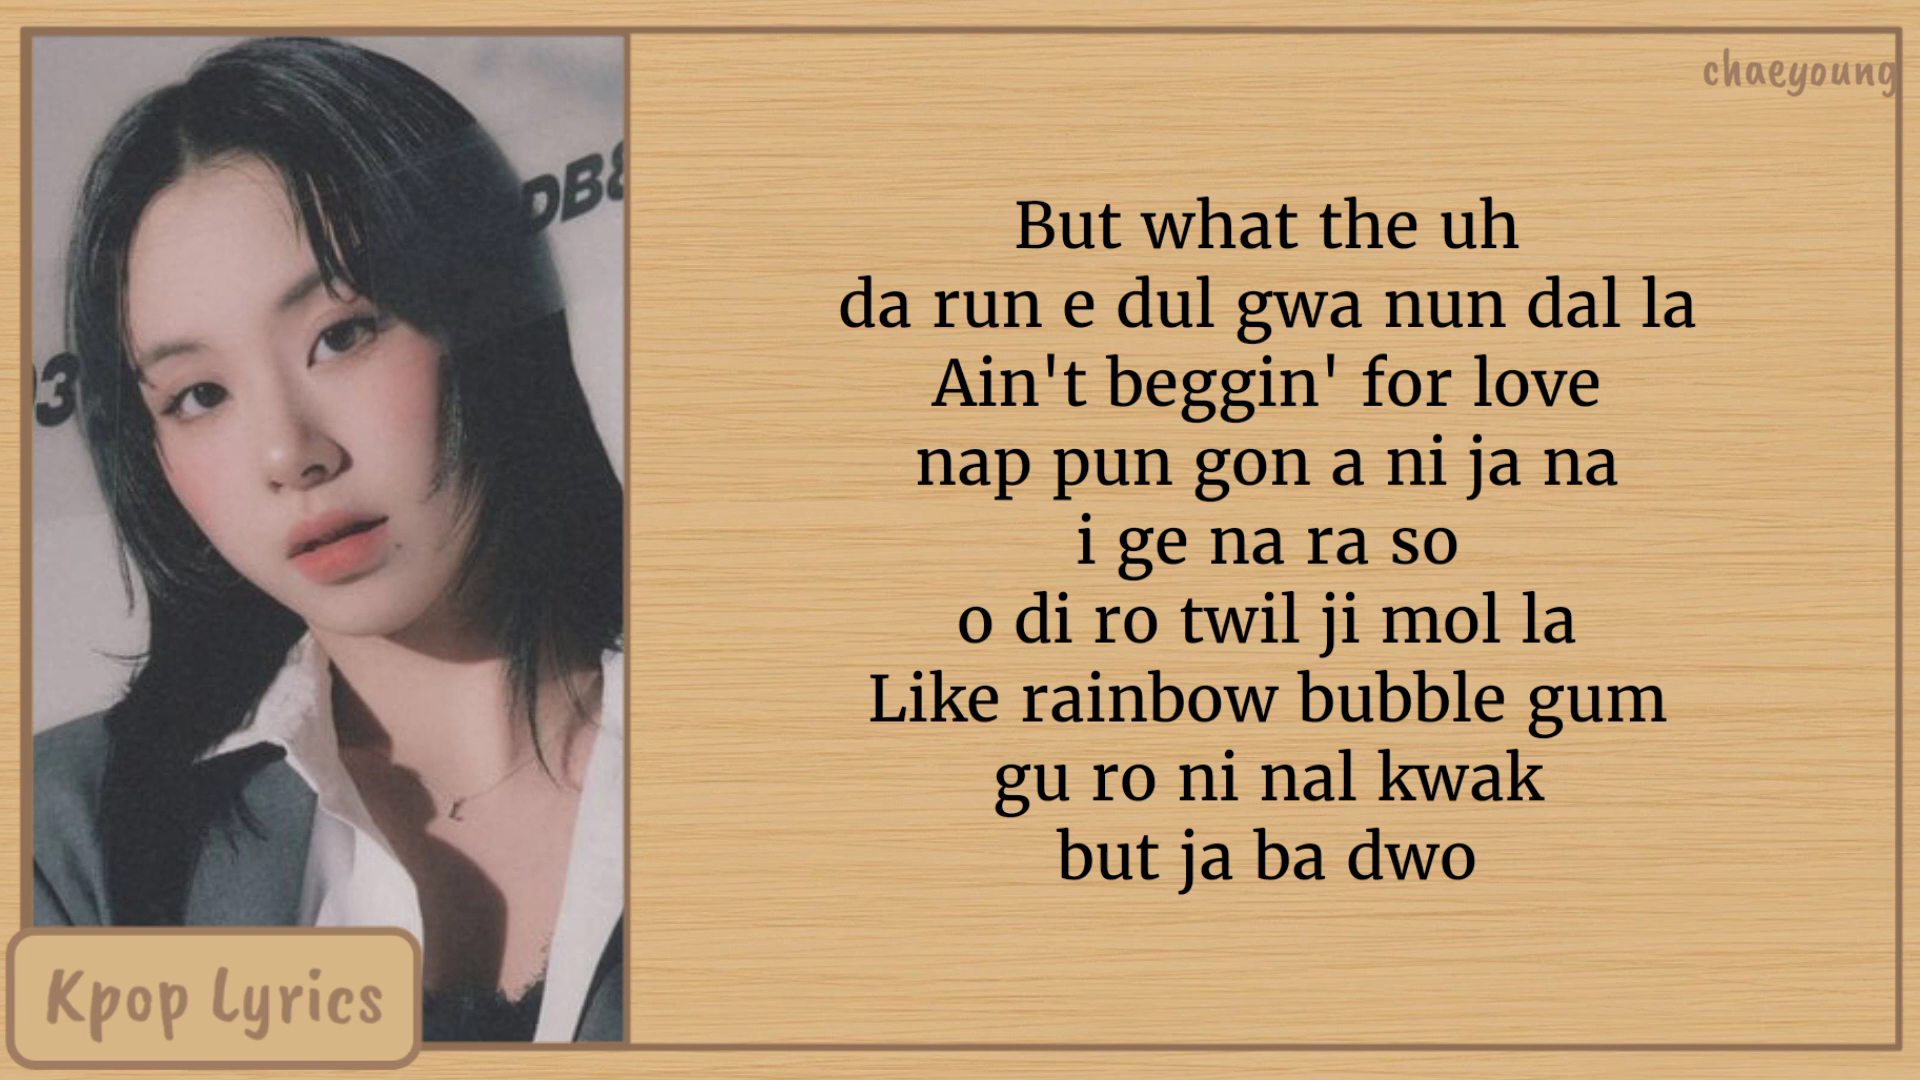 chaeyoung
DB&
3
But what the uh
da run e dul gwa nun dal la
Ain't beggin' for love
nap pun gon a ni ja na
i ge na ra so
o di ro twil ji mol la
Like rainbow bubble gum
gu ro ni nal kwak
but ja ba dwo
Kpop Lyrics